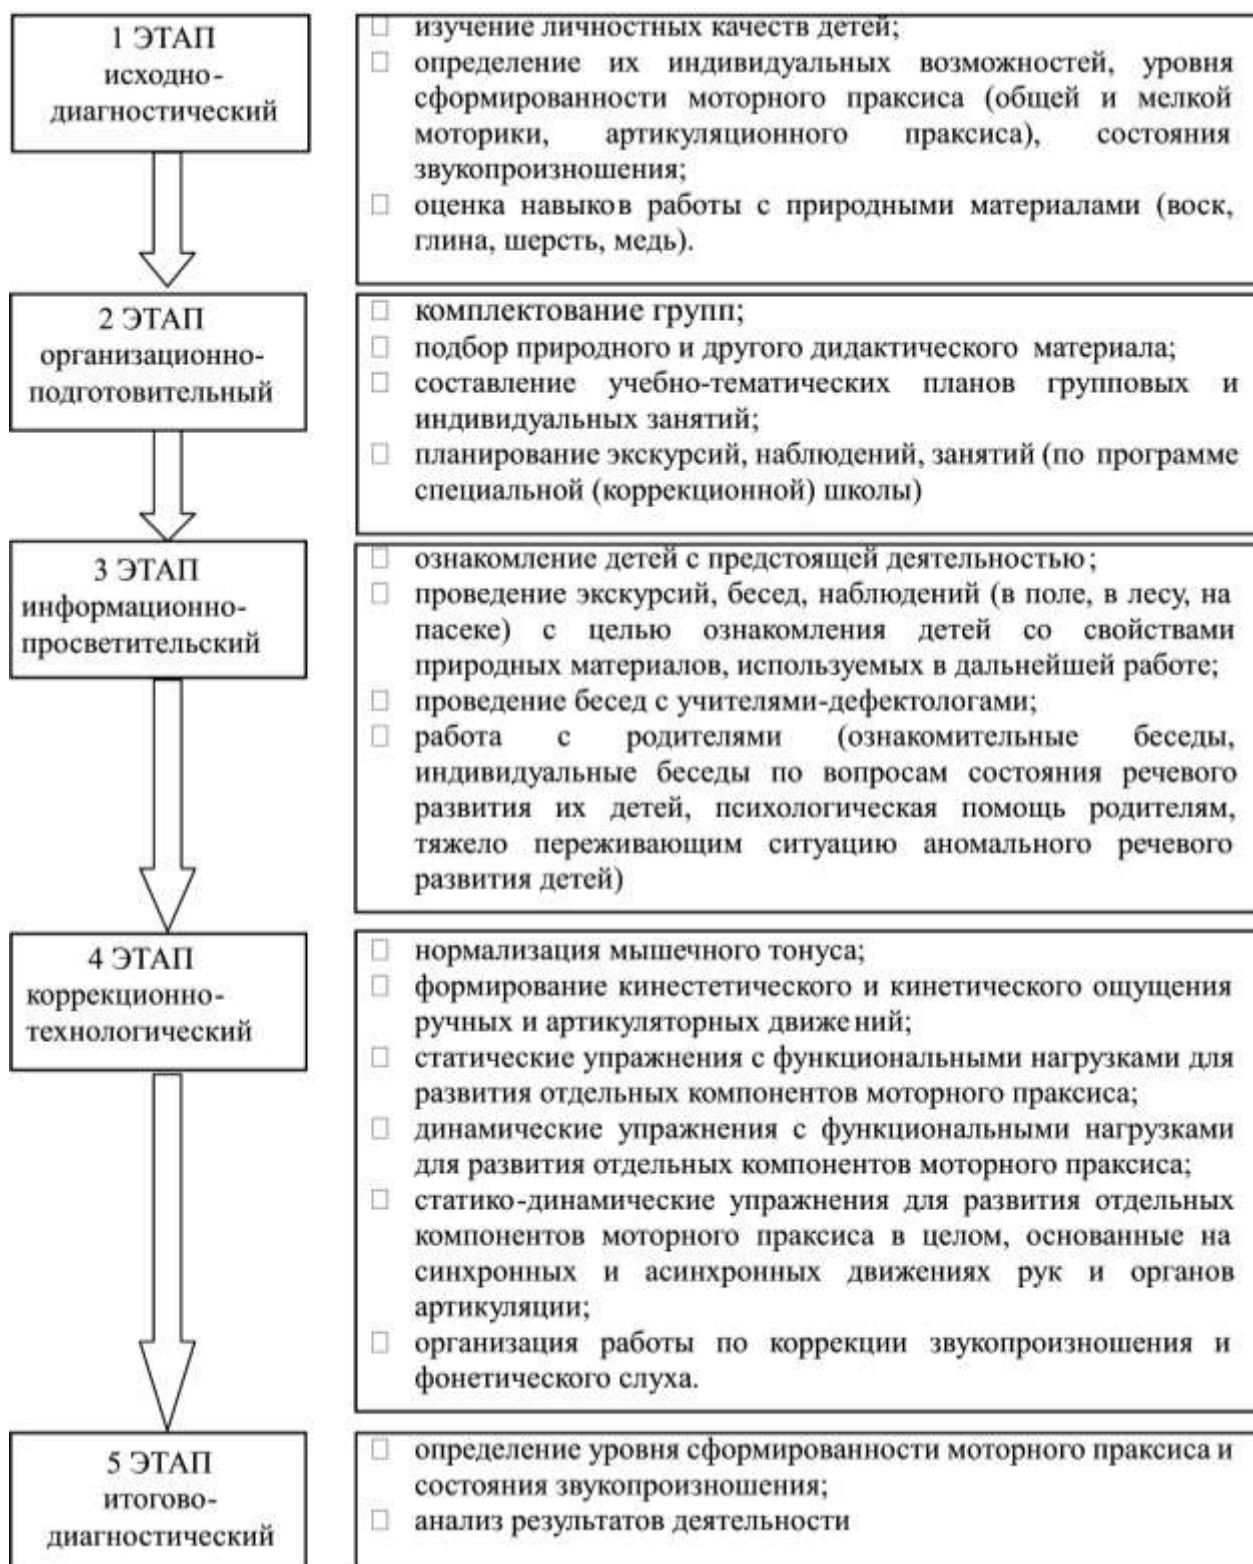 1 ЭТАП
исходно-
диагностический
□ изучение личностных качеств детей;
□ определение их индивидуальных возможностей, уровня
сформированности моторного праксиса (общей и мелкой
моторики, артикуляционного праксиса), состояния
звукопроизношения;
□ оценка навыков работы с природными материалами (воск,
глина, шерсть, медь).
2 ЭТАП
организационно-
подготовительный
□ комплектование групп;
□ подбор природного и другого дидактического материала;
□ составление учебно-тематических планов групповых и
индивидуальных занятий;
□ планирование экскурсий, наблюдений, занятий (по программе
специальной (коррекционной) школы)
3 ЭТАП
информационно-
просветительский
□ ознакомление детей с предстоящей деятельностью;
□ проведение экскурсий, бесед, наблюдений (в поле, в лесу, на
пасеке) с целью ознакомления детей со свойствами
природных материалов, используемых в дальнейшей работе;
□ проведение бесед с учителями-дефектологами;
□ работа с родителями (ознакомительные беседы,
индивидуальные беседы по вопросам состояния речевого
развития их детей, психологическая помощь родителям,
тяжело переживающим ситуацию аномального речевого
развития детей)
4 ЭТАП
коррекционно-
технологический
□ нормализация мышечного тонуса;
□ формирование кинестетического и кинетического ощущения
ручных и артикуляторных движений;
□ статические упражнения с функциональными нагрузками для
развития отдельных компонентов моторного праксиса;
□ динамические упражнения с функциональными нагрузками
для развития отдельных компонентов моторного праксиса;
□ статико-динамические упражнения для развития отдельных
компонентов моторного праксиса в целом, основанные на
синхронных и асинхронных движениях рук и органов
артикуляции;
□ организация работы по коррекции звукопроизношения и
фонетического слуха.
5 ЭТАП
итогово-
диагностический
□ определение уровня сформированности моторного праксиса и
состояния звукопроизношения;
□ анализ результатов деятельности